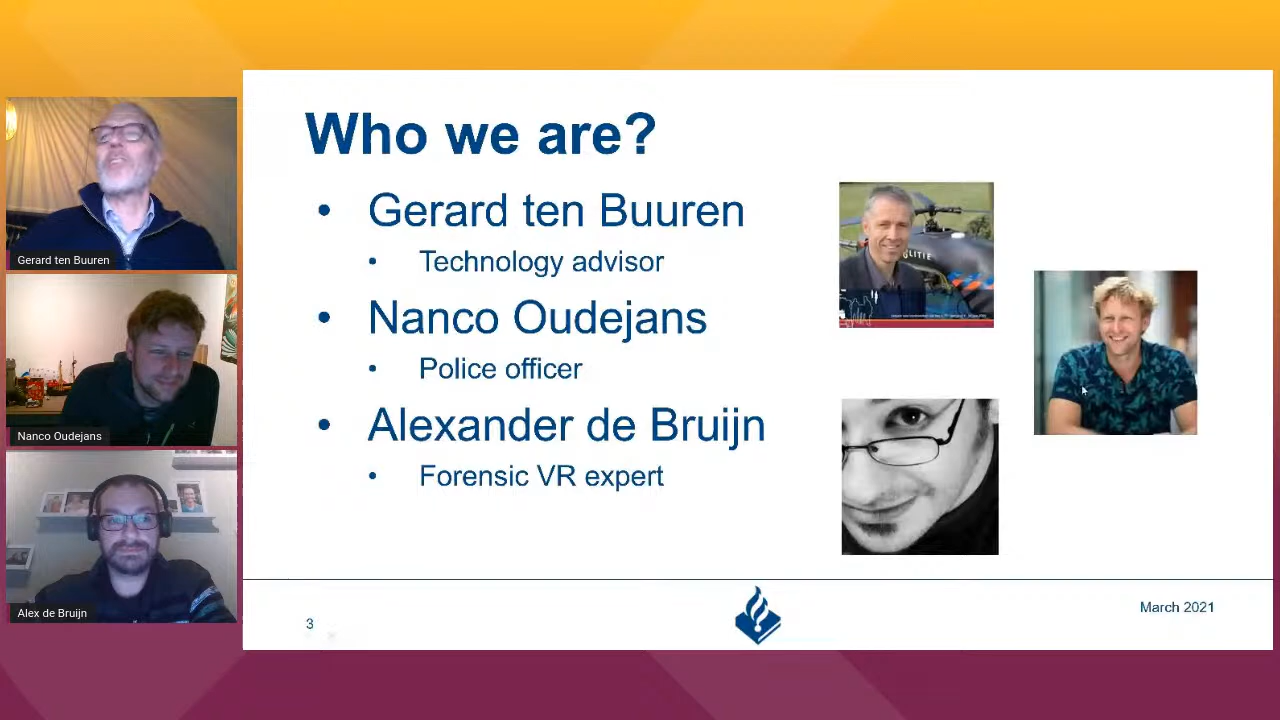 Who we are?
• Gerard ten Buuren
• Technology advisor
• Nanco Oudejans
• Police officer
• Alexander de Bruijn
• Forensic VR expert
3
March 2021
Gerard ten Buuren
Nanco Oudejans
Alex de Bruijn